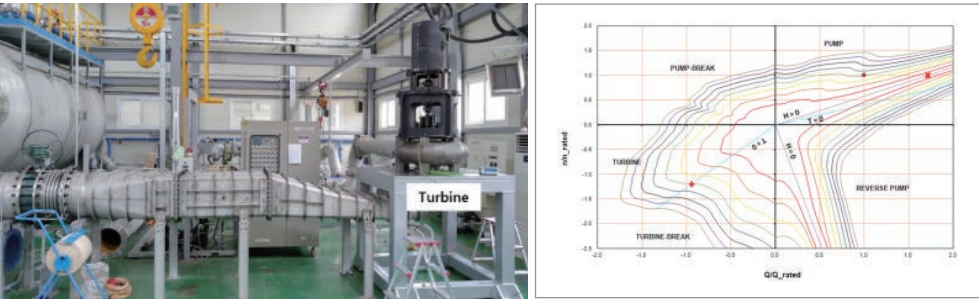 Turbine
PUMP
PUMP-BREAK
H = 0
T = 0
TURBINE
H = 0
REVERSE PUMP
TURBINE-BREAK
n/n_rated
2.0
1.5
1.0
0.5
0.0
-0.5
-1.0
-1.5
-2.0
-2.5
-2.0
-1.5
-1.0
-0.5
0.0
0.5
1.0
1.5
2.0
Q/Q_rated